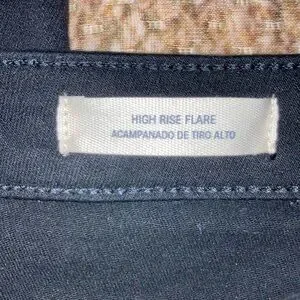 HIGH RISE FLARE
ACAMPANADO DE TIRO ALTO